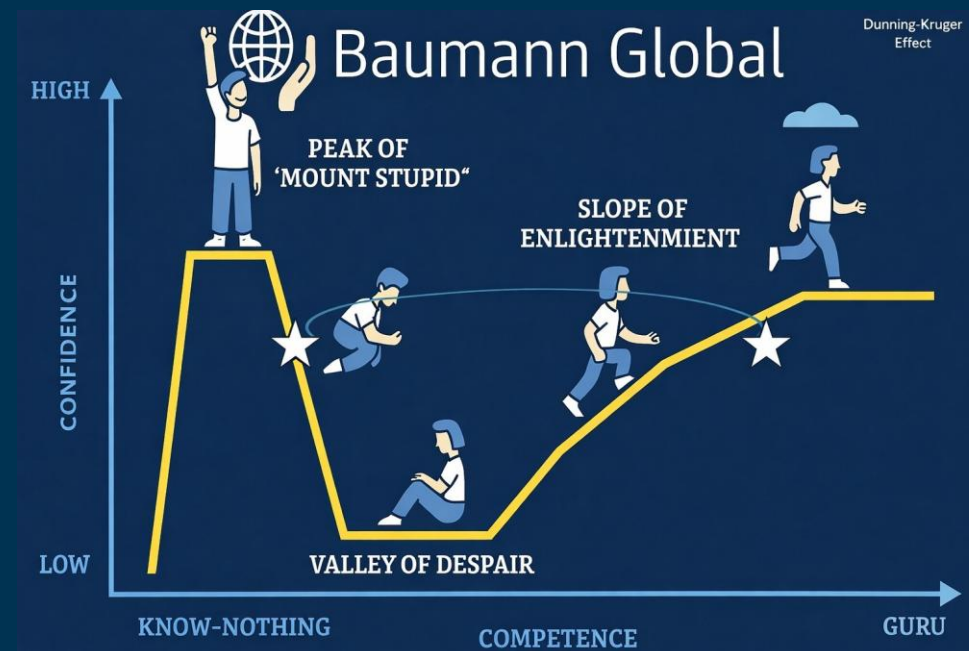 Baumann Global
Dunning-Kruger
Effect
HIGH
PEAK OF
‘MOUNT STUPID“
SLOPE OF
ENLIGHTENMIENT
CONFIDENCE
LOW
VALLEY OF DESPAIR
KNOW-NOTHING
COMPETENCE
GURU